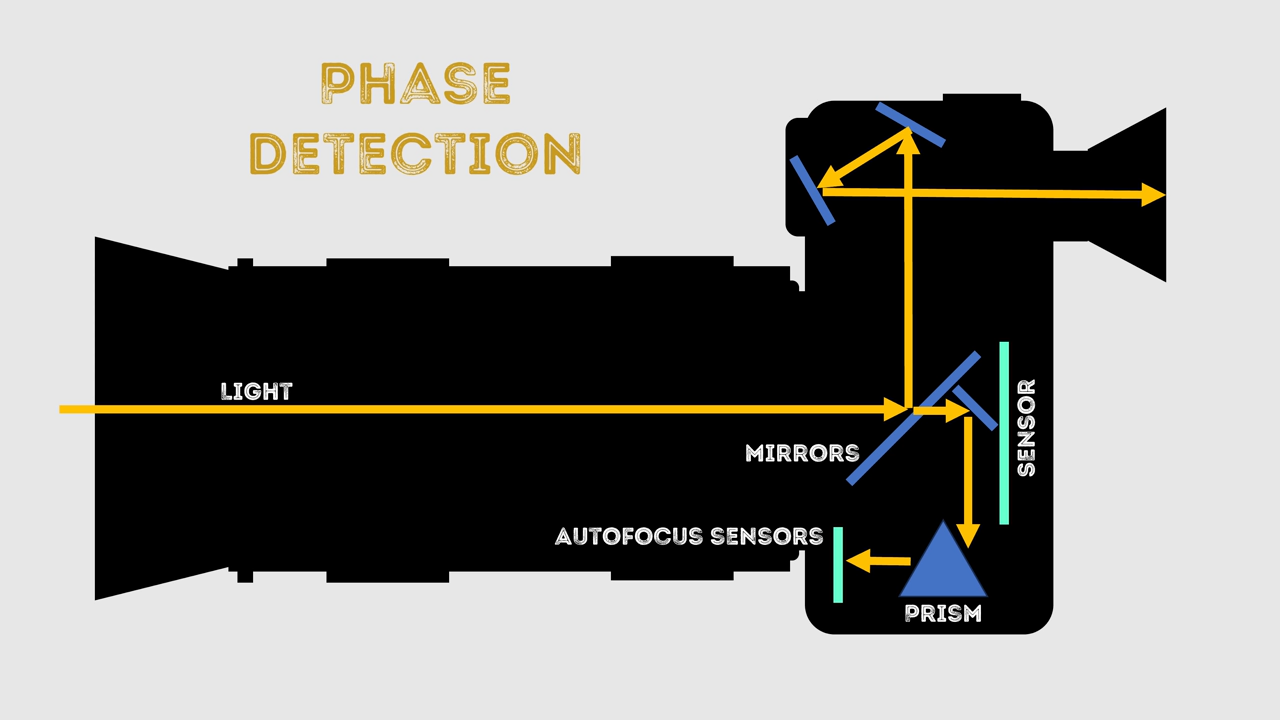 PHASE
DETECTION
LIGHT
MIRRORS
SENSOR
AUTOFOCUS SENSORS
PRISM